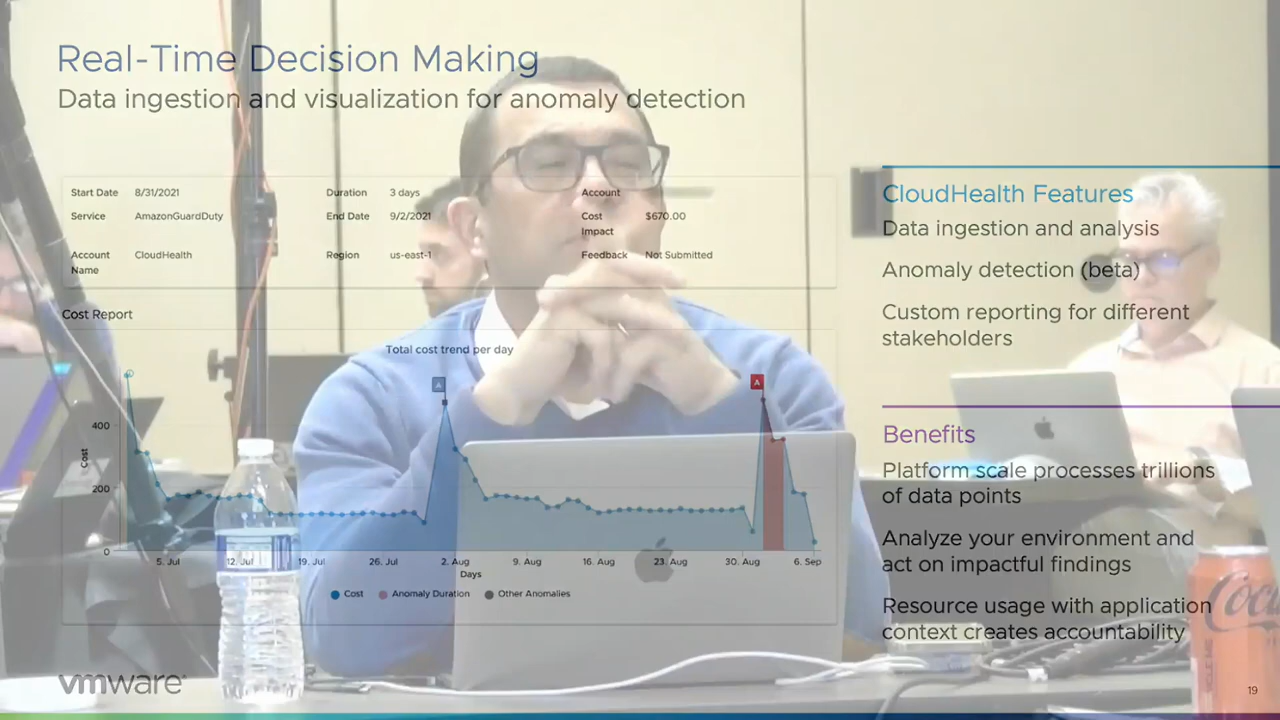 Real-Time Decision Making
Data ingestion and visualization for anomaly detection
Start Date 8/31/2021 Duration 3 days Account
Service AmazonGuardDuty End Date 9/2/2021 Cost Impact $670.00
Account Name CloudHealth Region us-east-1 Feedback Not Submitted
Cost Report
Total cost trend per day
A
A
400
200
0
Cost
5. Jul 12. Jul 19. Jul 26. Jul 2. Aug 9. Aug 16. Aug 23. Aug 30. Aug 6. Sep
Days
Cost Anomaly Duration Other Anomalies
CloudHealth Features
Data ingestion and analysis
Anomaly detection (beta)
Custom reporting for different
stakeholders
Benefits
Platform scale processes trillions
of data points
Analyze your environment and
act on impactful findings
Resource usage with application
context creates accountability
vmware
19